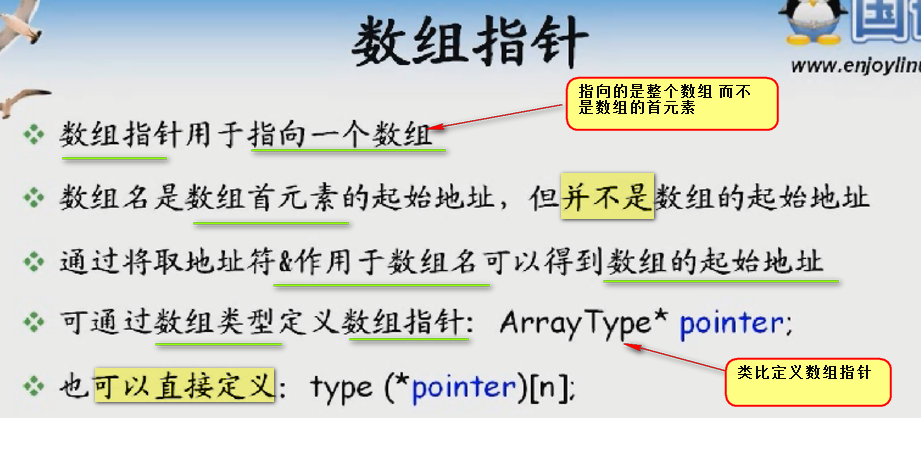 数组指针
国
www.enjoylinu
指向的是整个数组 而不
是数组的首元素
数组指针用于指向一个数组
数组名是数组首元素的起始地址，但并不是数组的起始地址
通过将取地址符&作用于数组名可以得到数组的起始地址
可通过数组类型定义数组指针： ArrayType* pointer;
类比定义数组指针
也可以直接定义： type (*pointer)[n];